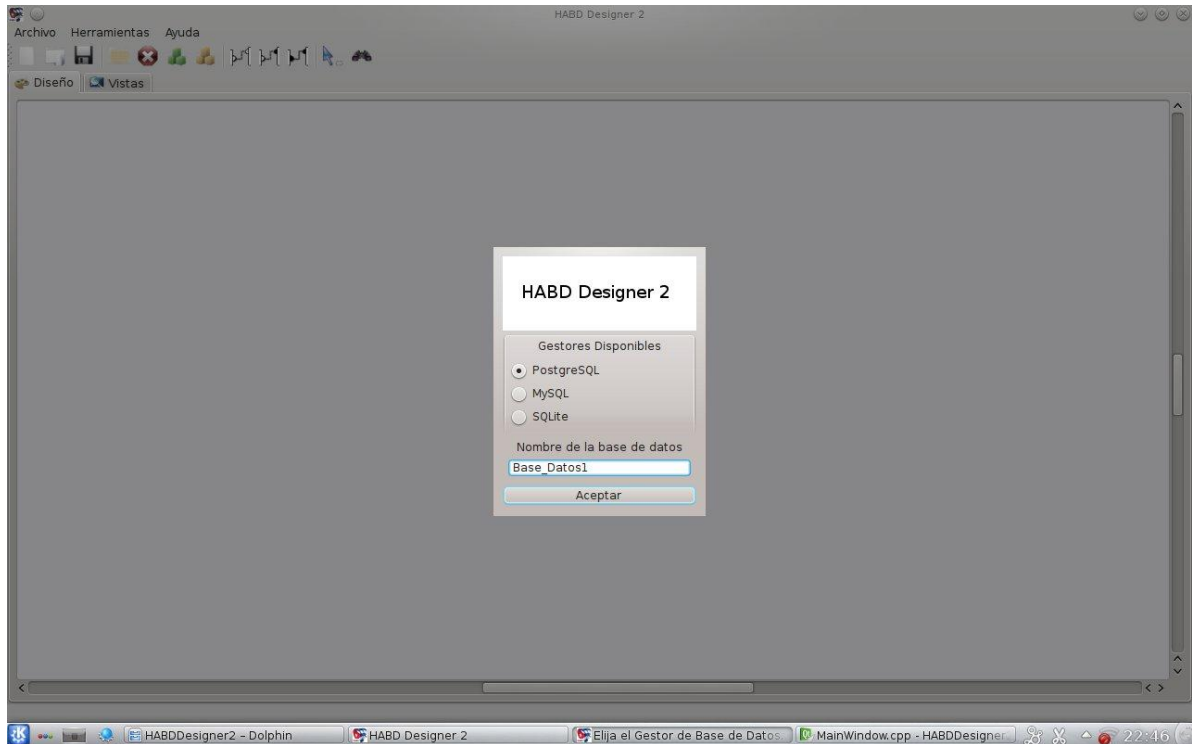 HABD Designer 2
Archivo Herramientas Ayuda
Diseño Vistas
HABD Designer 2
Gestores Disponibles
PostgreSQL
MySQL
SQLite
Nombre de la base de datos
Base_Datos1
Aceptar
HABDDesigner2 – Dolphin HABD Designer 2 Elija el Gestor de Base de Datos MainWindow.cpp - HABDDesigner 22:46